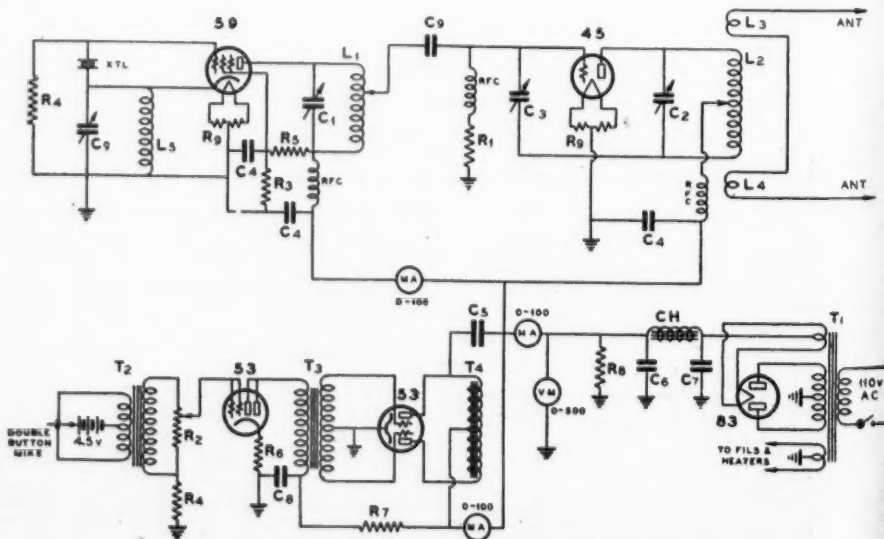 59
45
L3
ANT
XTL
L1
C9
L2
R4
RFC
C3
C2
C9
L5
R9
C4
R5
C1
R1
R9
R3
RFC
RFC
L4
ANT
C4
C4
MA
0-100
C5
0-100
MA
CH
T1
T2
53
T3
53
T4
R8
C6
C7
110V
AC
83
DOUBLE
BUTTON
MIKE
4.5V
R2
R6
VM
0-500
C8
TO FILS &
HEATERS
R4
R7
0-100
MA